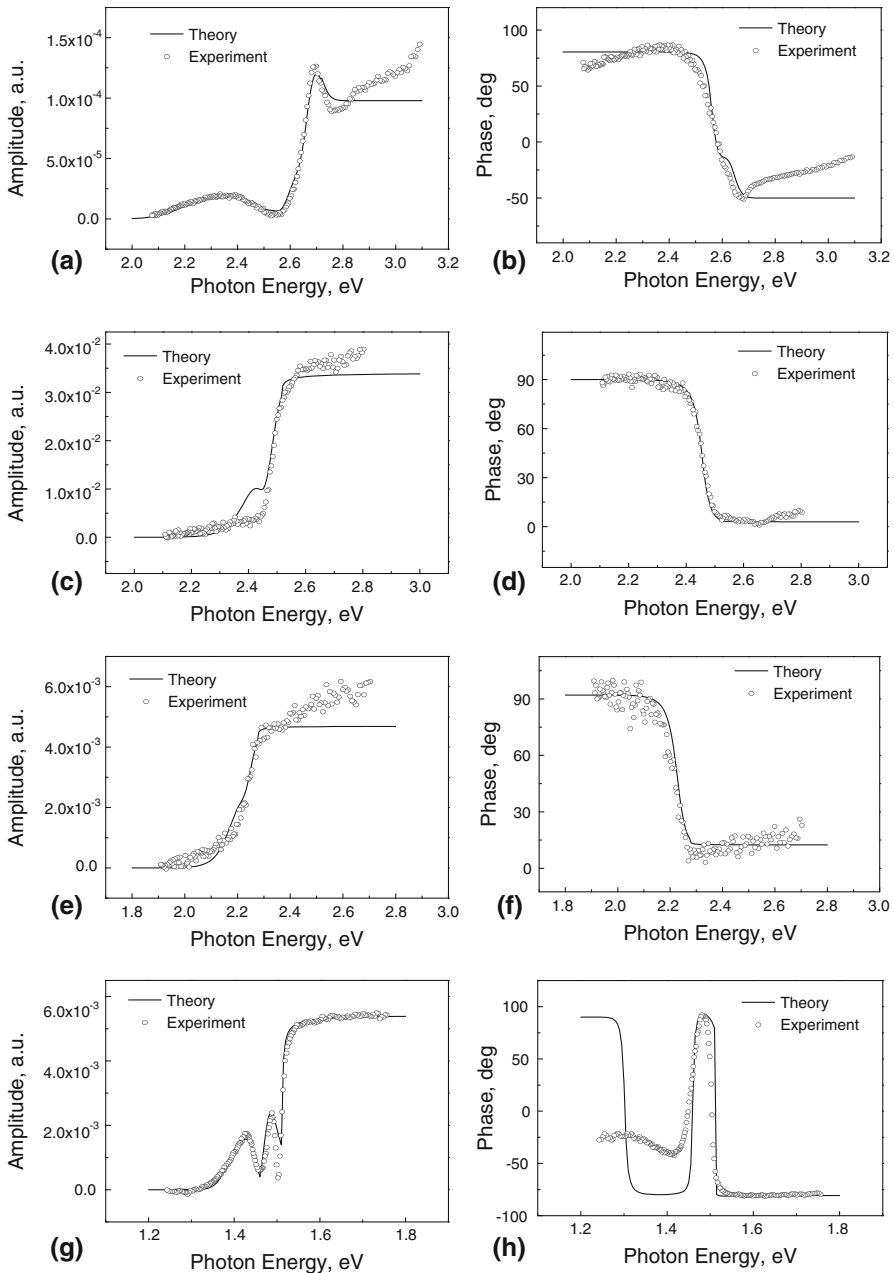 Amplitude, a.u.
1.5x10-4
1.0x10-4
5.0x10-5
0.0
Theory
Experiment
2.0 2.2 2.4 2.6 2.8 3.0 3.2
Photon Energy, eV
(a)
Phase, deg
100
50
0
-50
Theory
Experiment
2.0 2.2 2.4 2.6 2.8 3.0 3.2
Photon Energy, eV
(b)
Amplitude, a.u.
4.0x10-2
3.0x10-2
2.0x10-2
1.0x10-2
0.0
Theory
Experiment
2.0 2.2 2.4 2.6 2.8 3.0
Photon Energy, eV
(c)
Phase, deg
90
60
30
0
Theory
Experiment
2.0 2.2 2.4 2.6 2.8 3.0
Photon Energy, eV
(d)
Amplitude, a.u.
6.0x10-3
4.0x10-3
2.0x10-3
0.0
Theory
Experiment
1.8 2.0 2.2 2.4 2.6 2.8 3.0
Photon Energy, eV
(e)
Phase, deg
90
60
30
0
Theory
Experiment
1.8 2.0 2.2 2.4 2.6 2.8 3.0
Photon Energy, eV
(f)
Amplitude, a.u.
6.0x10-3
4.0x10-3
2.0x10-3
0.0
Theory
Experiment
1.2 1.4 1.6 1.8
Photon Energy, eV
(g)
Phase, deg
100
50
0
-50
-100
Theory
Experiment
1.2 1.4 1.6 1.8
Photon Energy, eV
(h)